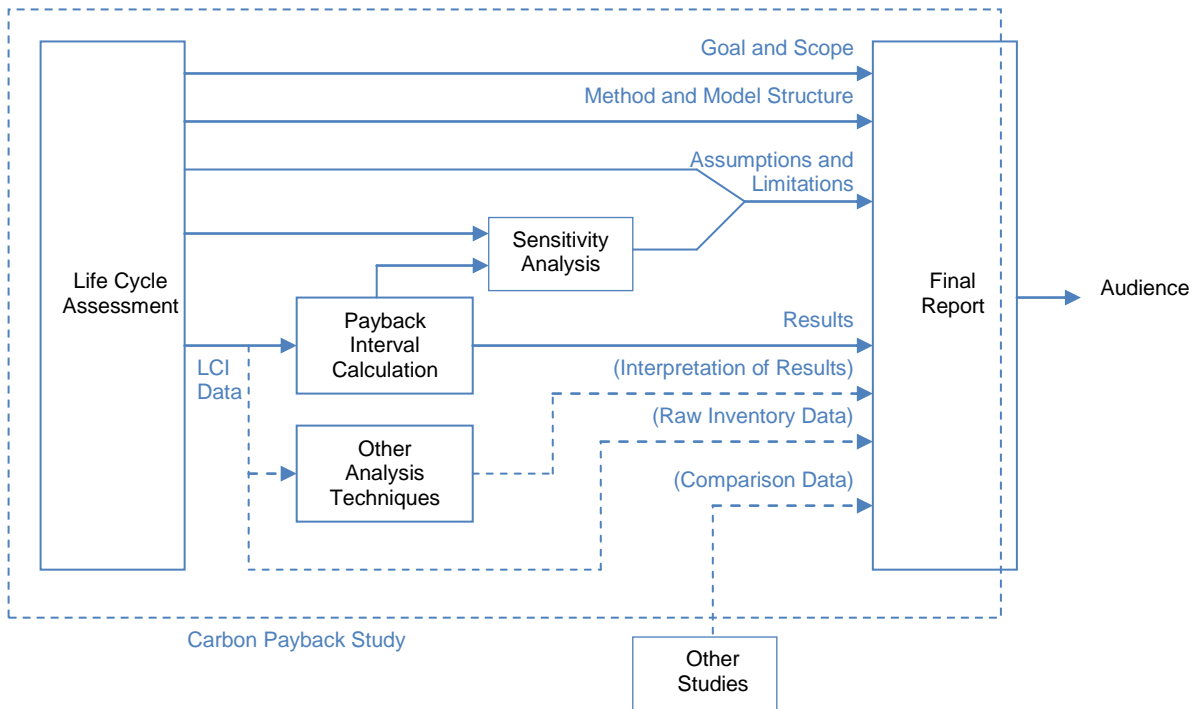 Goal and Scope
Method and Model Structure
Assumptions and
Limitations
Sensitivity
Analysis
Life Cycle
Assessment
Final
Report
Audience
Payback
Interval
Calculation
Results
LCI
Data
(Interpretation of Results)
(Raw Inventory Data)
Other
Analysis
Techniques
(Comparison Data)
Carbon Payback Study
Other
Studies